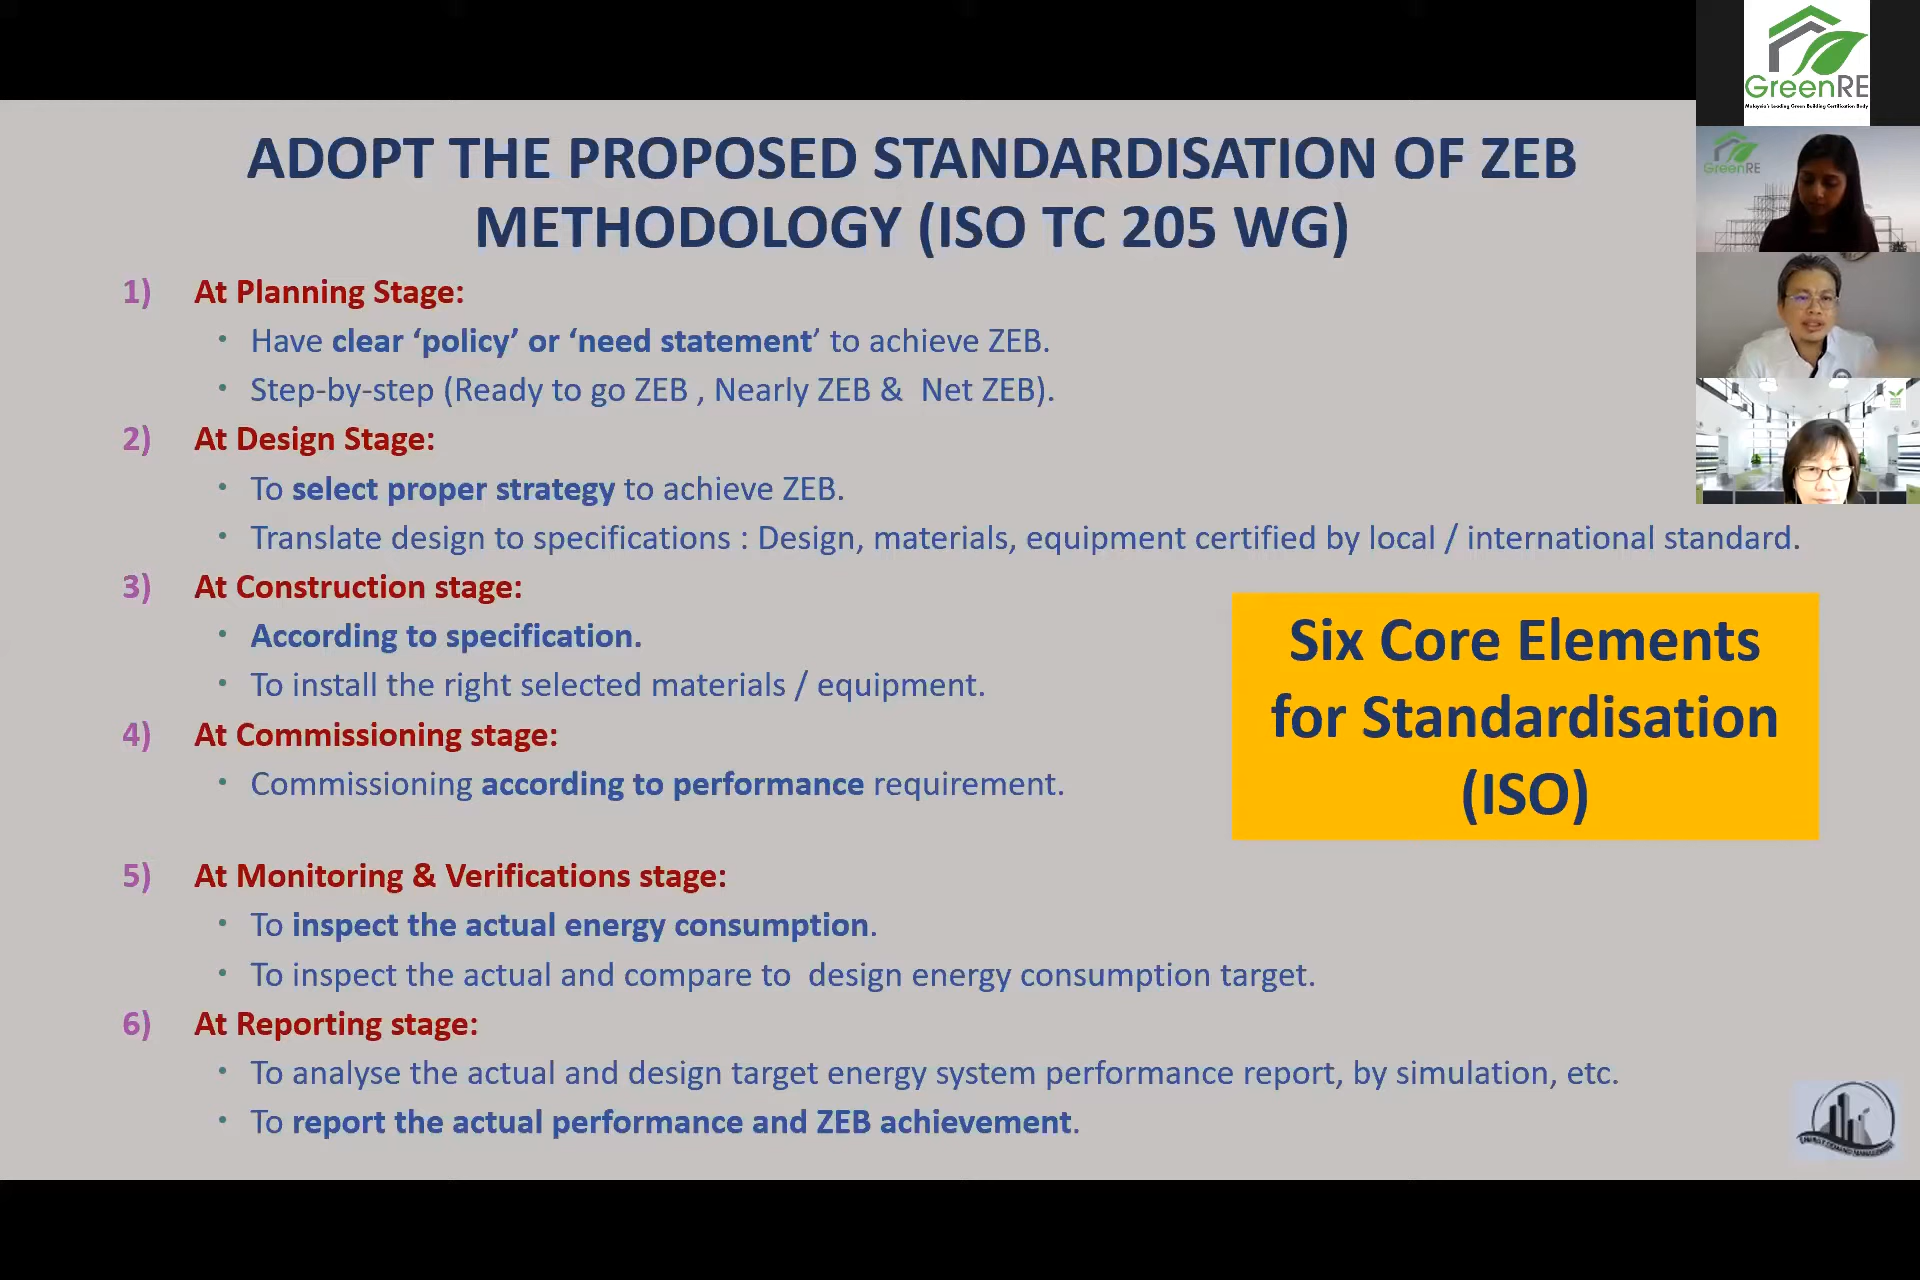 GreenRE
Malaysia's Leading Green Building Certification Body
GreenRE
ADOPT THE PROPOSED STANDARDISATION OF ZEB
METHODOLOGY (ISO TC 205 WG)
1) At Planning Stage:
• Have clear ‘policy’ or ‘need statement’ to achieve ZEB.
• Step-by-step (Ready to go ZEB , Nearly ZEB & Net ZEB).
2) At Design Stage:
• To select proper strategy to achieve ZEB.
• Translate design to specifications : Design, materials, equipment certified by local / international standard.
3) At Construction stage:
• According to specification.
• To install the right selected materials / equipment.
4) At Commissioning stage:
• Commissioning according to performance requirement.
Six Core Elements
for Standardisation
(ISO)
5) At Monitoring & Verifications stage:
• To inspect the actual energy consumption.
• To inspect the actual and compare to design energy consumption target.
6) At Reporting stage:
• To analyse the actual and design target energy system performance report, by simulation, etc.
• To report the actual performance and ZEB achievement.